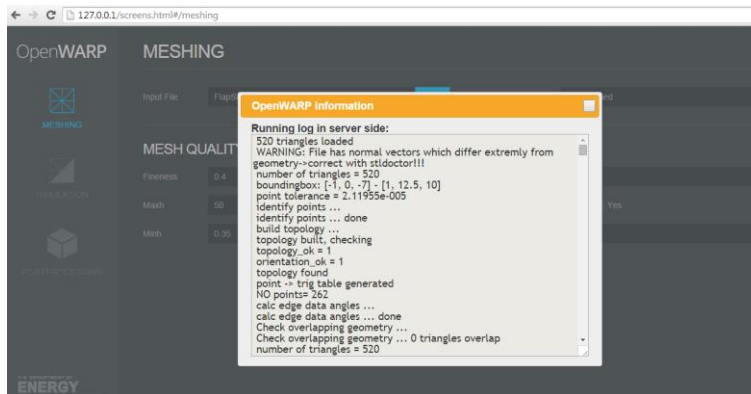 127.0.0.1/screens.html#/meshing
OpenWARP
MESHING
MESHING
Input File
OpenWARP information
Running log in server side:
520 triangles loaded
WARNING: File has normal vectors which differ extremly from
geometry->correct with stldoctor!!!
number of triangles = 520
boundingbox: [-1, 0, -7] - [1, 12.5, 10]
point tolerance = 2.11955e-005
identify points ...
identify points ... done
build topology ...
topology built, checking
topology_ok = 1
orientation_ok = 1
topology found
point -> trig table generated
NO points= 262
calc edge data angles ...
calc edge data angles ... done
Check overlapping geometry ...
Check overlapping geometry ... 0 triangles overlap
number of triangles = 520
MESH QUALITY
Fineness 0.4
Maxh 50 Yes
Minh 0.35
ENERGY